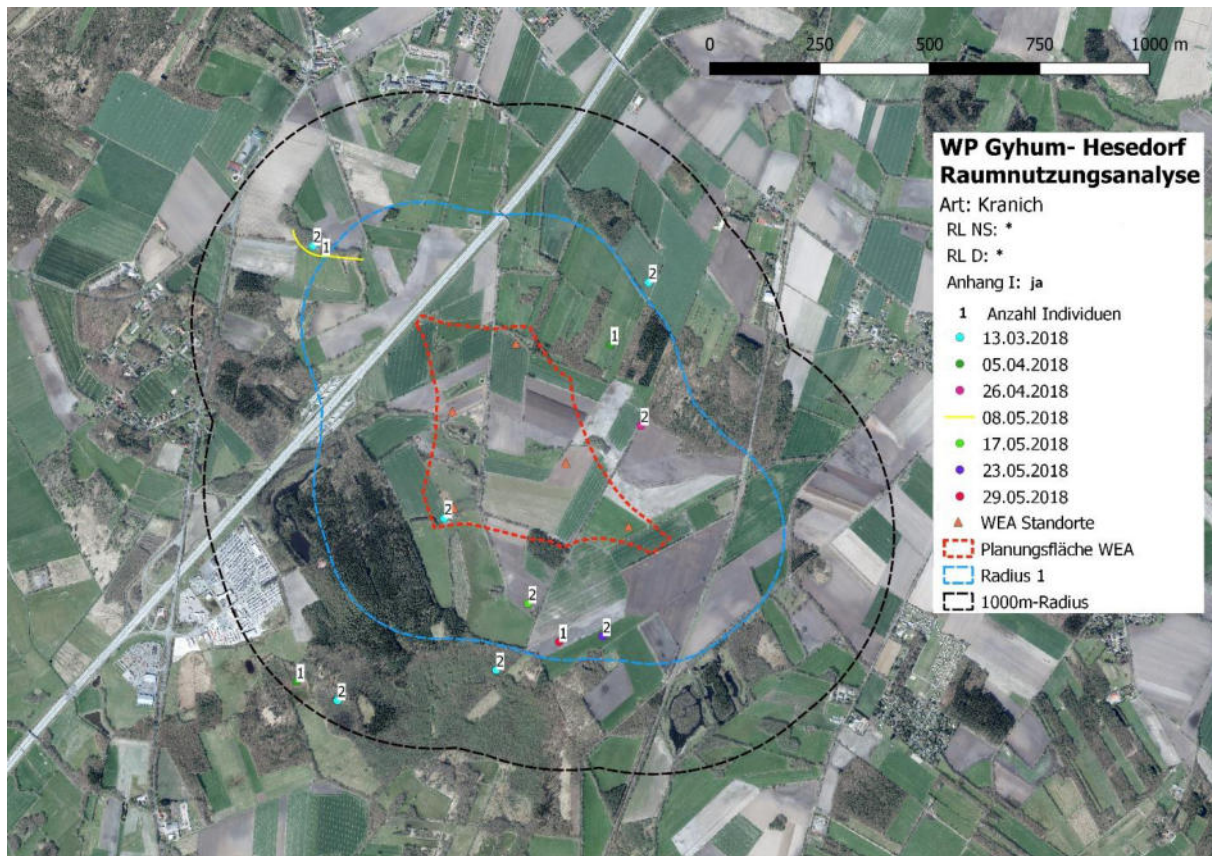 0 250 500 750 1000 m
WP Gyhum- Hesedorf
Raumnutzungsanalyse
Art: Kranich
RL NS: *
RL D: *
Anhang I: ja
1 Anzahl Individuen
13.03.2018
05.04.2018
26.04.2018
08.05.2018
17.05.2018
23.05.2018
29.05.2018
WEA Standorte
Planungsfläche WEA
Radius 1
1000m-Radius
2
1
2
1
2
2
2
1
2
2
1
2